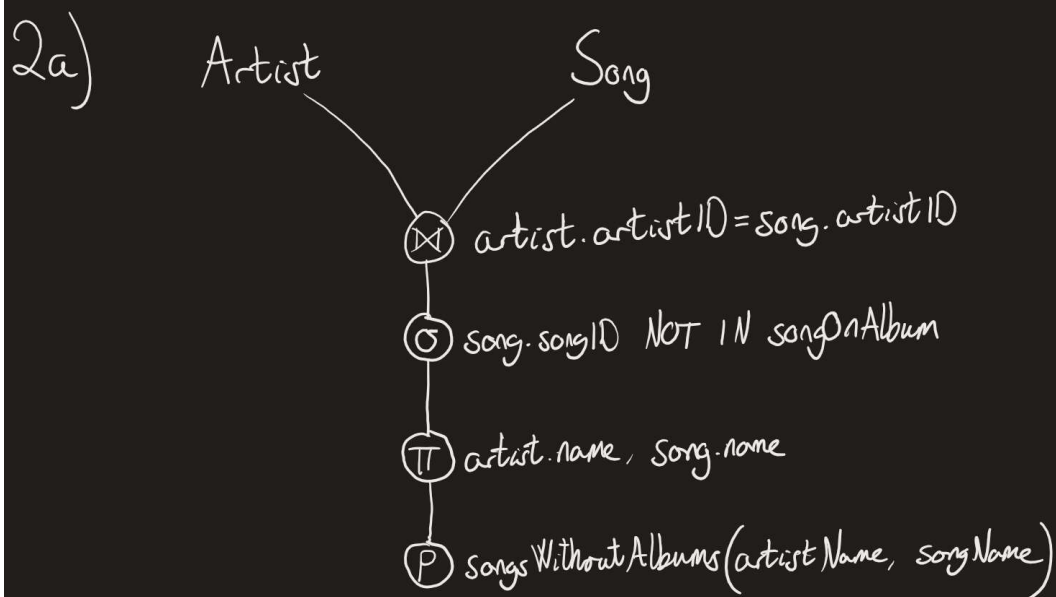 2a) Artist Song
⋈ artist.artistID=song.artistID
σ song.songID NOT IN songOnAlbum
π artist.name, song.name
ρ songsWithoutAlbums(artistName, songName)